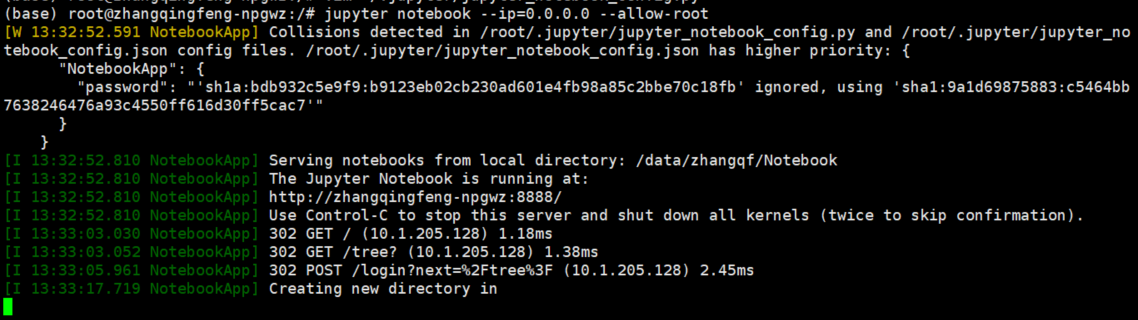 (base) root@zhangqingfeng-npgwz:/# jupyter notebook --ip=0.0.0.0 --allow-root
[W 13:32:52.591 NotebookApp] Collisions detected in /root/.jupyter/jupyter_notebook_config.py and /root/.jupyter/jupyter_no
tebook_config.json config files. /root/.jupyter/jupyter_notebook_config.json has higher priority: {
"NotebookApp": {
"password": "'sh1a:bdb932c5e9f9:b9123eb02cb230ad601e4fb98a85c2bbe70c18fb' ignored, using 'sha1:9a1d69875883:c5464bb
7638246476a93c4550ff616d30ff5cac7'"
}
}
[I 13:32:52.810 NotebookApp] Serving notebooks from local directory: /data/zhangqf/Notebook
[I 13:32:52.810 NotebookApp] The Jupyter Notebook is running at:
[I 13:32:52.810 NotebookApp] http://zhangqingfeng-npgwz:8888/
[I 13:32:52.810 NotebookApp] Use Control-C to stop this server and shut down all kernels (twice to skip confirmation).
[I 13:33:03.030 NotebookApp] 302 GET / (10.1.205.128) 1.18ms
[I 13:33:03.052 NotebookApp] 302 GET /tree? (10.1.205.128) 1.38ms
[I 13:33:05.961 NotebookApp] 302 POST /login?next=%2Ftree%3F (10.1.205.128) 2.45ms
[I 13:33:17.719 NotebookApp] Creating new directory in